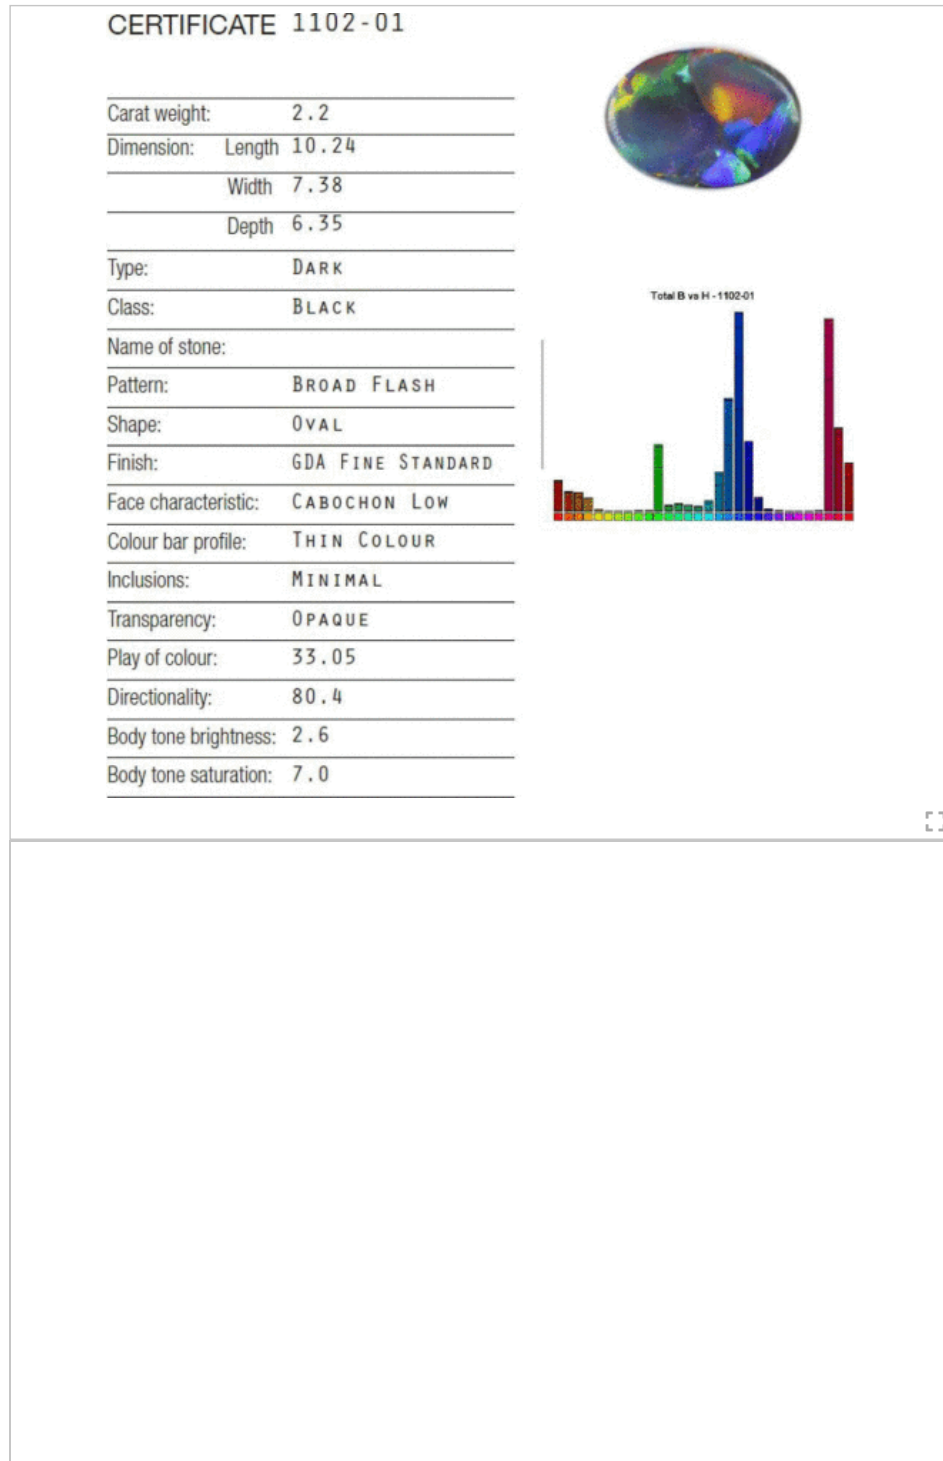 CERTIFICATE 1102-01
Carat weight: 2.2
Dimension: Length 10.24
Width 7.38
Depth 6.35
Type: DARK
Class: BLACK
Name of stone:
Pattern: BROAD FLASH
Shape: OVAL
Finish: GDA FINE STANDARD
Face characteristic: CABOCHON LOW
Colour bar profile: THIN COLOUR
Inclusions: MINIMAL
Transparency: OPAQUE
Play of colour: 33.05
Directionality: 80.4
Body tone brightness: 2.6
Body tone saturation: 7.0
Total B vs H - 1102-01